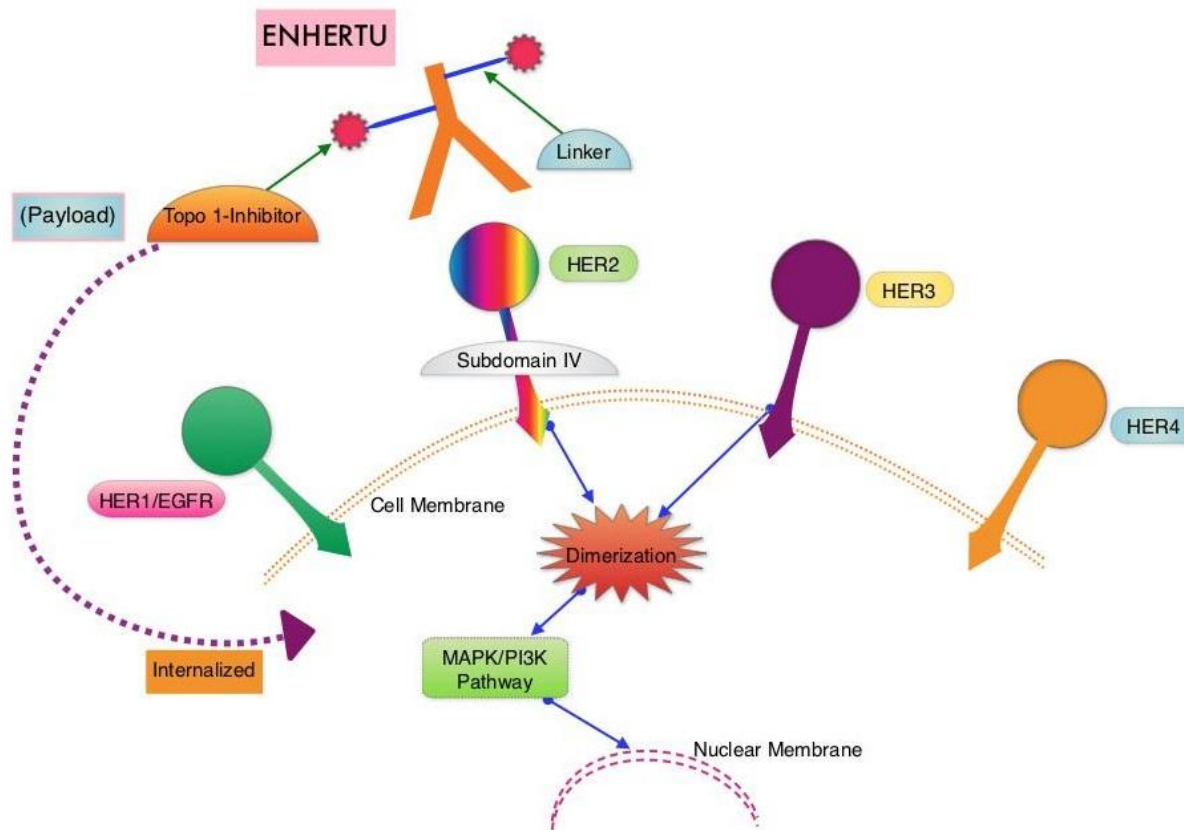 ENHERTU
Linker
(Payload)
Topo 1-Inhibitor
HER2
HER3
Subdomain IV
HER4
HER1/EGFR
Cell Membrane
Dimerization
Internalized
MAPK/PI3K
Pathway
Nuclear Membrane